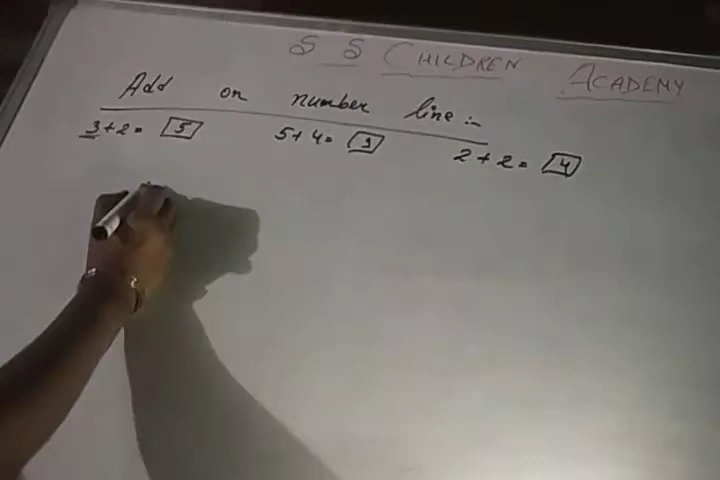 S S CHILDREN ACADEMY
Add on number line :-
3+2= 5 5+4= 9 2+2= 4